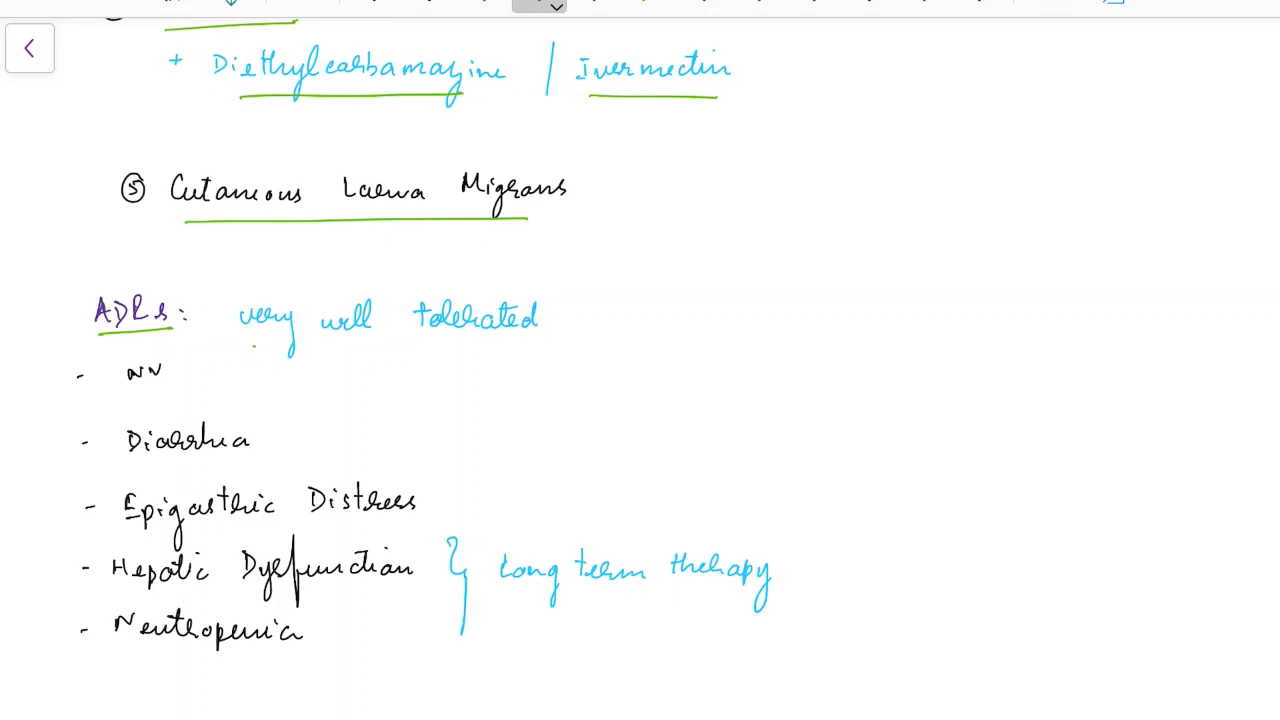 + Diethylcarbamazine / Ivermectin
⑤ Cutaneous Larva Migrans
ADRs: very well tolerated
- NV
- Diarrhea
- Epigastric Distress
- Hepatic Dysfunction } long term therapy
- Neutropenia